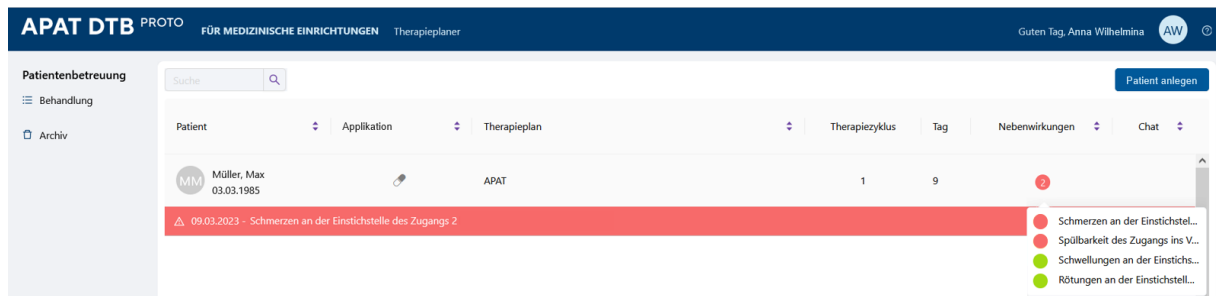 APAT DTB PROTO FÜR MEDIZINISCHE EINRICHTUNGEN Therapieplaner Guten Tag, Anna Wilhelmina AW
Patientenbetreuung
Behandlung
Archiv
Suche
Patient anlegen
Patient Applikation Therapieplan Therapiezyklus Tag Nebenwirkungen Chat
MM Müller, Max
03.03.1985
APAT 1 9 2
09.03.2023 - Schmerzen an der Einstichstelle des Zugangs 2
Schmerzen an der Einstichstel...
Spülbarkeit des Zugangs ins V...
Schwellungen an der Einstichs...
Rötungen an der Einstichstell...